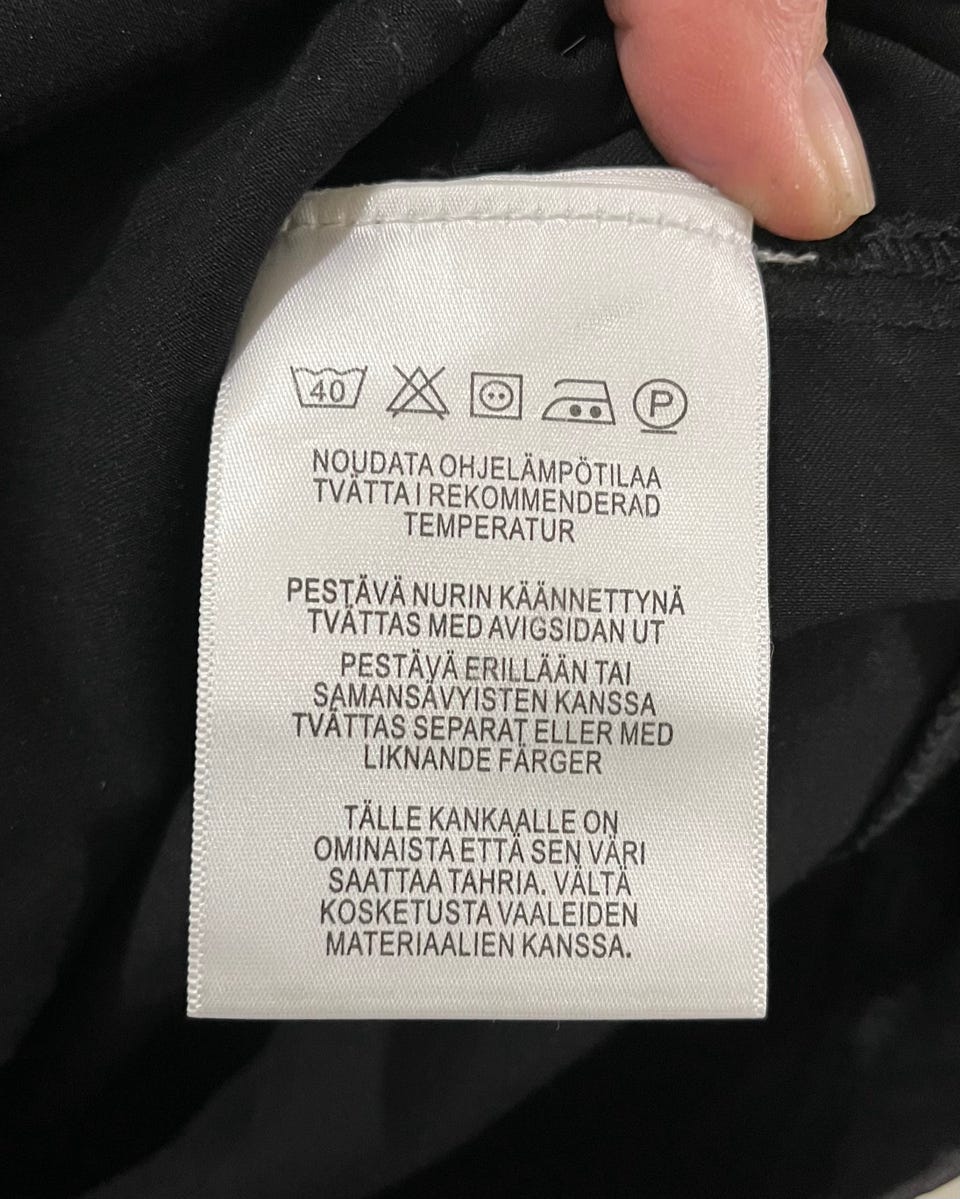 40 P
NOUDATA OHJELÄMPÖTILAA
TVÄTTA I REKOMMENDERAD
TEMPERATUR
PESTÄVÄ NURIN KÄÄNNETTYNÄ
TVÄTTAS MED AVIGSIDAN UT
PESTÄVÄ ERILLÄÄN TAI
SAMANSÄVYISTEN KANSSA
TVÄTTAS SEPARAT ELLER MED
LIKNANDE FÄRGER
TÄLLE KANKAALLE ON
OMINAISTA ETTÄ SEN VÄRI
SAATTAA TAHRIA. VÄLTÄ
KOSKETUSTA VAALEIDEN
MATERIAALIEN KANSSA.